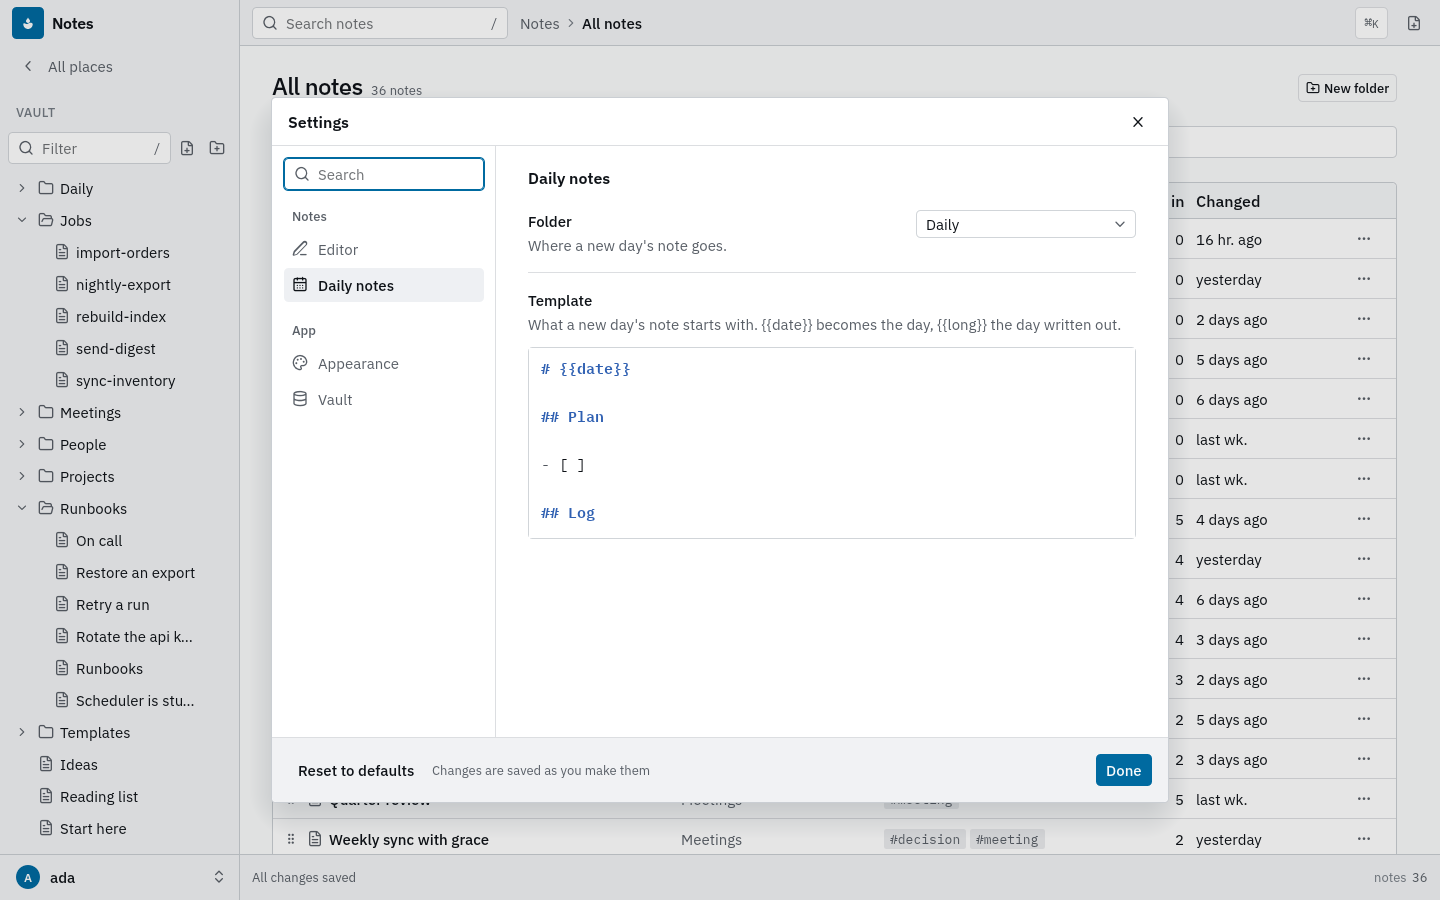 Notes
All places
VAULT
Filter /
Daily
Jobs
import-orders
nightly-export
rebuild-index
send-digest
sync-inventory
Meetings
People
Projects
Runbooks
On call
Restore an export
Retry a run
Rotate the api k...
Runbooks
Scheduler is stu...
Templates
Ideas
Reading list
Start here
A ada
Search notes /
Notes > All notes
⌘K
All notes 36 notes
New folder
in Changed
0 16 hr. ago
0 yesterday
0 2 days ago
0 5 days ago
0 6 days ago
0 last wk.
0 last wk.
5 4 days ago
4 yesterday
4 6 days ago
4 3 days ago
3 2 days ago
2 5 days ago
2 3 days ago
Quarter review Meetings #meeting 5 last wk.
Weekly sync with grace Meetings #decision #meeting 2 yesterday
Settings
Search
Notes
Editor
Daily notes
App
Appearance
Vault
Daily notes
Folder
Where a new day's note goes.
Daily
Template
What a new day's note starts with. {{date}} becomes the day, {{long}} the day written out.
# {{date}}
## Plan
- [ ]
## Log
Reset to defaults
Changes are saved as you make them
Done
All changes saved
notes 36